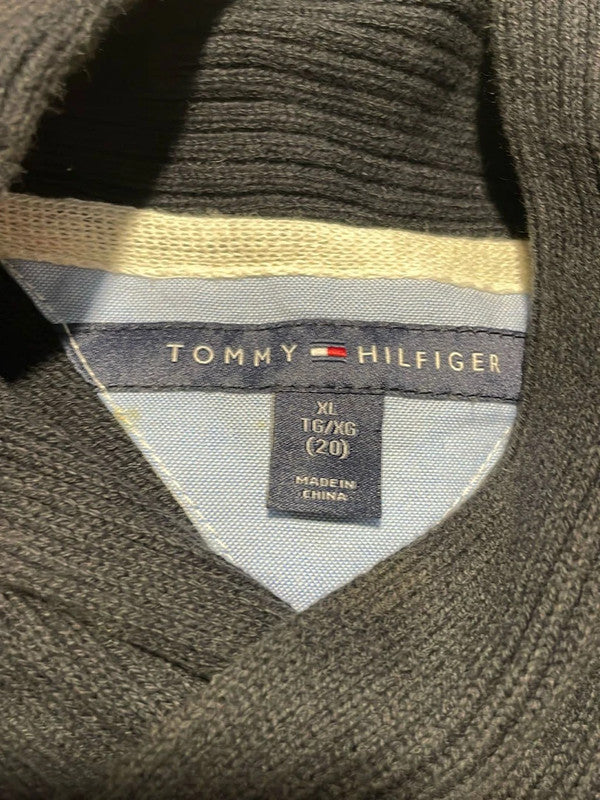 TOMMY HILFIGER
XL
TG/XG
(20)
MADE IN
CHINA